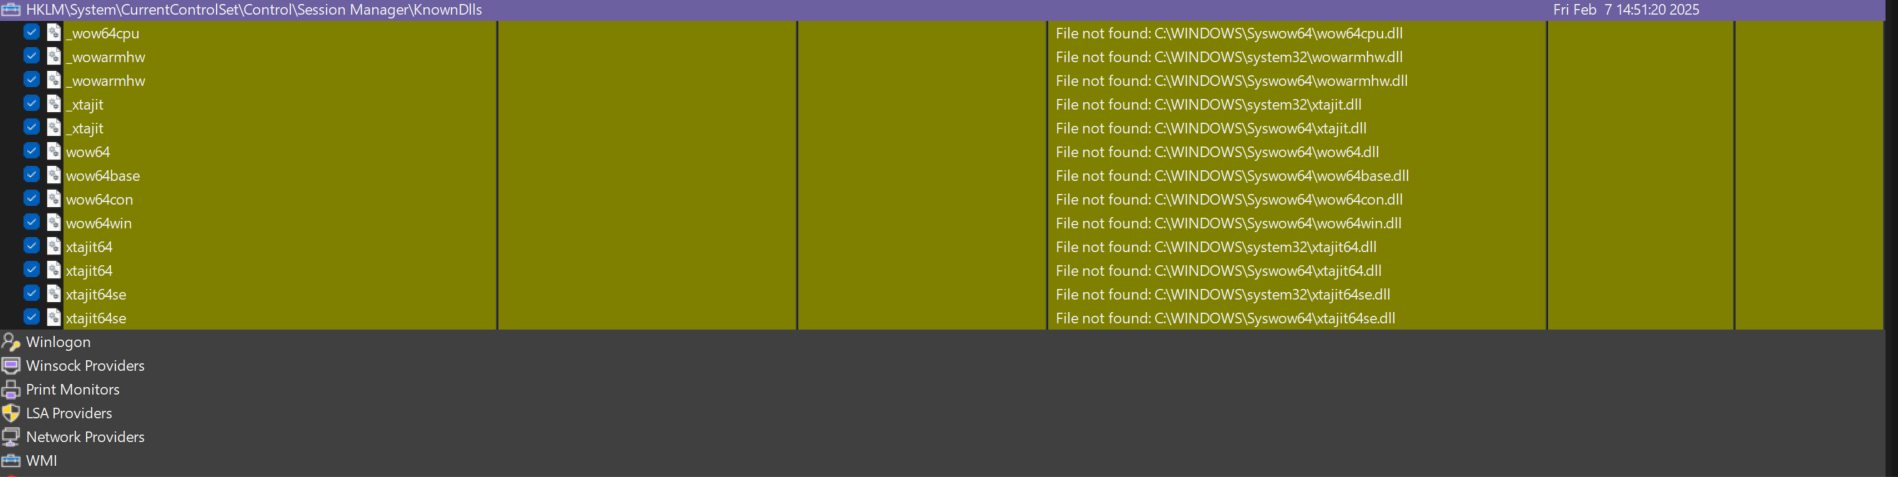 HKLM\System\CurrentControlSet\Control\Session Manager\KnownDlls Fri Feb 7 14:51:20 2025
_wow64cpu File not found: C:\WINDOWS\Syswow64\wow64cpu.dll
_wowarmhw File not found: C:\WINDOWS\system32\wowarmhw.dll
_wowarmhw File not found: C:\WINDOWS\Syswow64\wowarmhw.dll
_xtajit File not found: C:\WINDOWS\system32\xtajit.dll
_xtajit File not found: C:\WINDOWS\Syswow64\xtajit.dll
wow64 File not found: C:\WINDOWS\Syswow64\wow64.dll
wow64base File not found: C:\WINDOWS\Syswow64\wow64base.dll
wow64con File not found: C:\WINDOWS\Syswow64\wow64con.dll
wow64win File not found: C:\WINDOWS\Syswow64\wow64win.dll
xtajit64 File not found: C:\WINDOWS\system32\xtajit64.dll
xtajit64 File not found: C:\WINDOWS\Syswow64\xtajit64.dll
xtajit64se File not found: C:\WINDOWS\system32\xtajit64se.dll
xtajit64se File not found: C:\WINDOWS\Syswow64\xtajit64se.dll
Winlogon
Winsock Providers
Print Monitors
LSA Providers
Network Providers
WMI